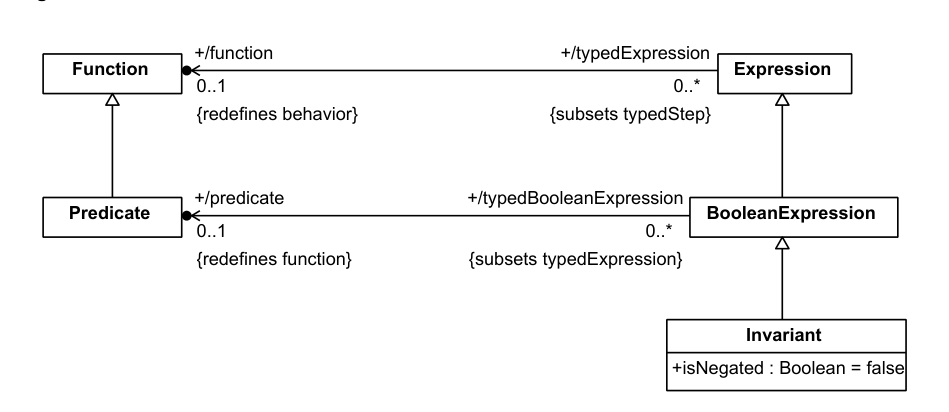 +/function
+/typedExpression
Function
Expression
0..1
0..*
{redefines behavior}
{subsets typedStep}
+/predicate
+/typedBooleanExpression
Predicate
BooleanExpression
0..1
0..*
{redefines function}
{subsets typedExpression}
Invariant
+isNegated : Boolean = false